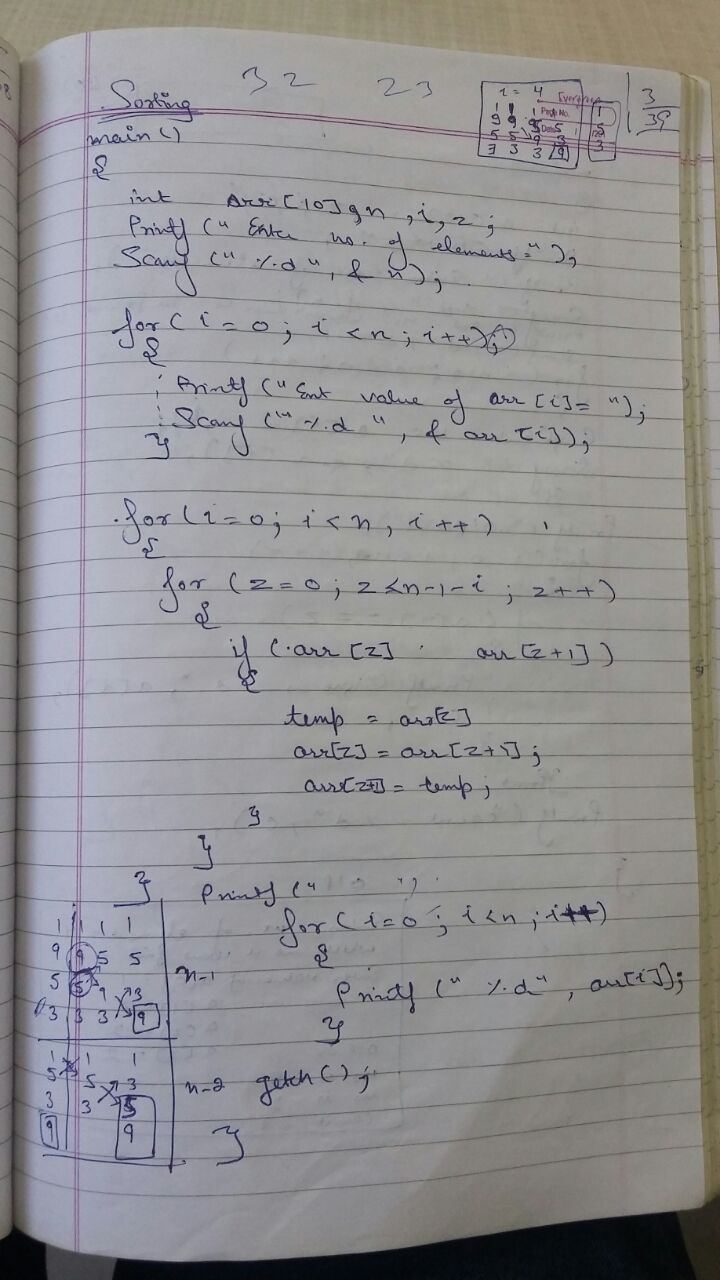 32 23
Sorting
i = 4
1 1 1
9 9 5 5
5 5 9 3
3 3 3 9
Page No.
Date
3
39
main()
{
int arr[10], n, i, z;
Printf (" Enter no. of elements = ");
Scanf (" %d ", & n);
for( i = 0 ; i < n ; i++);
{
Printf (" Ent value of arr [i]= ");
Scanf (" %d ", & arr [i]);
}
for(i=0; i<n, i++)
{
for (z=0; z<n-1-i ; z++)
{
if ( arr [z] arr [z+1] )
{
temp = arr[z]
arr[z] = arr [z+1] ;
arr[z+1] = temp ;
}
}
}
Printf (" ");
for( i=0 ; i<n ; i++)
{
Printf (" %d" , arr[i]);
}
getch();
}
1 1 1 1
9 9 5 5
5 5 9 3
3 3 3 9
n-1
1 1 1
5 5 3
3 3 5
9 9
n-2